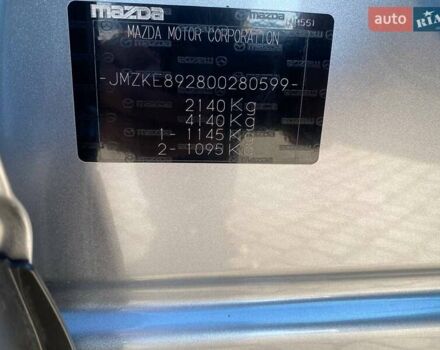 mazda
MAZDA MOTOR CORPORATION
-JMZKE892800280599-
2140Kg
4140Kg
1- 1145Kg
2- 1095Kg
auto RIA